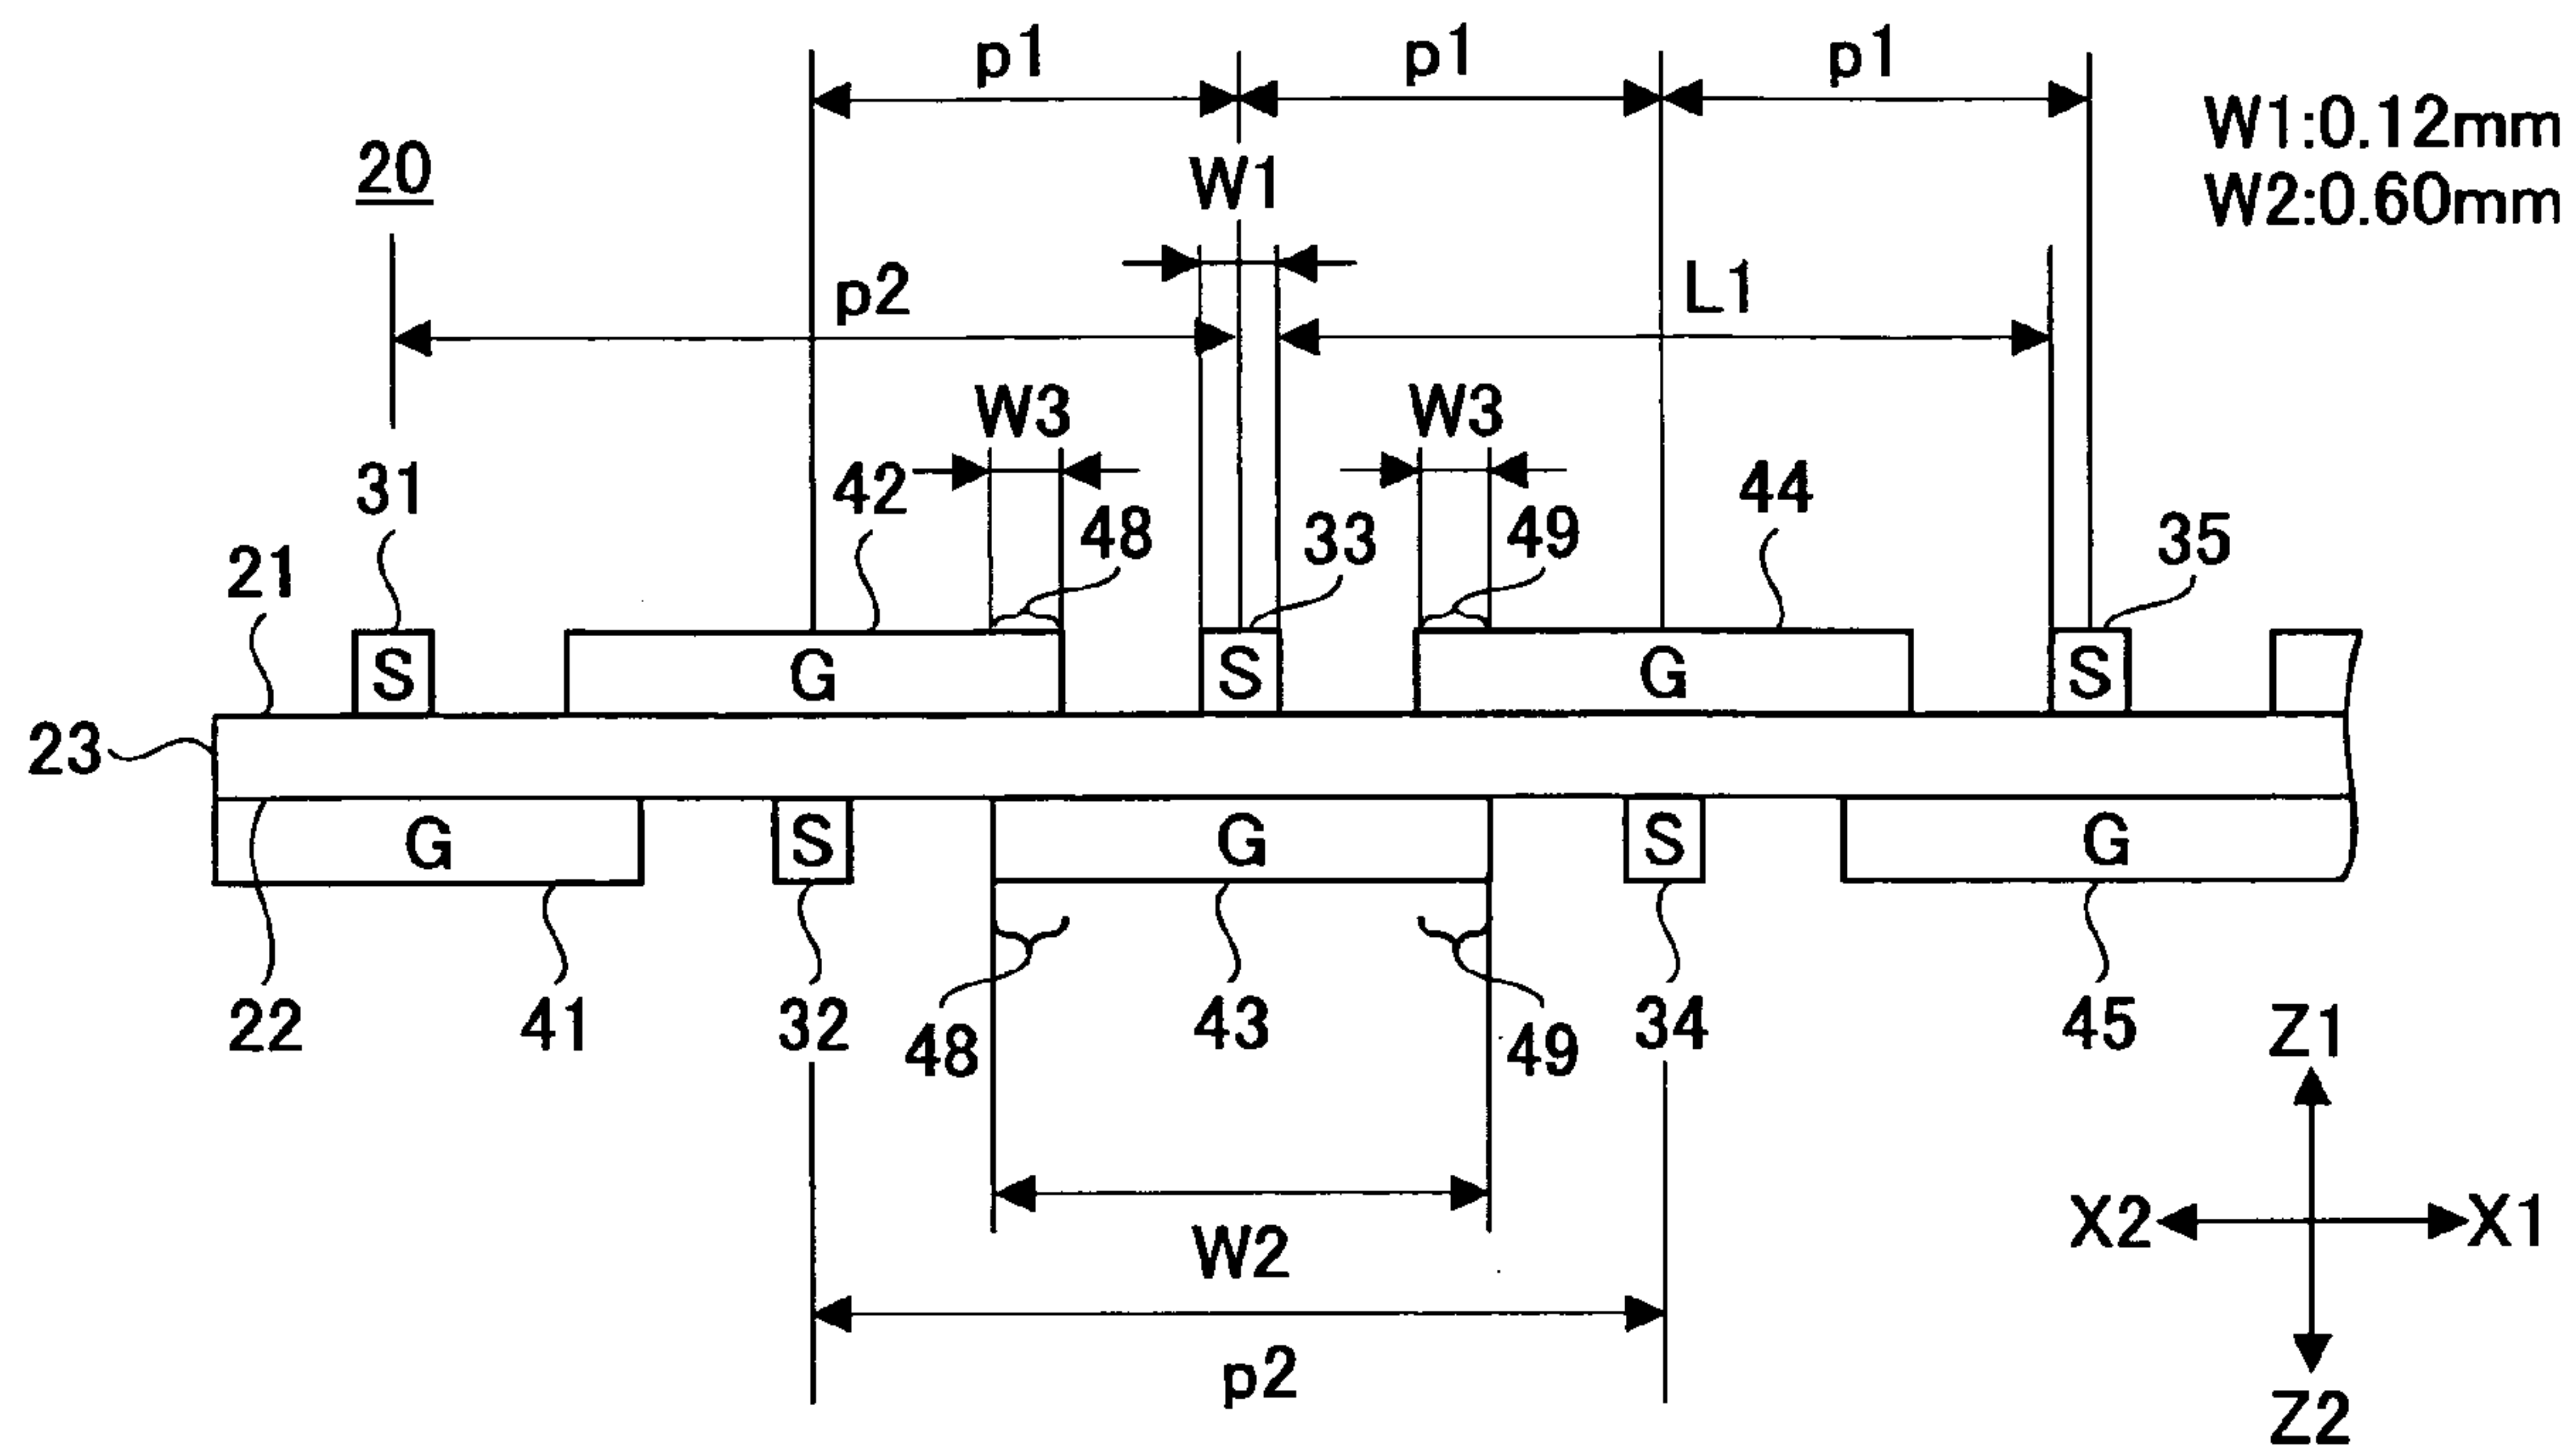 p1 p1 p1
W1:0.12mm
20 W1 W2:0.60mm
p2 L1
W3 W3
31 42 48 33 49 44 35
21
S G S G S
23
G S G S G
22 41 32 48 43 49 34 45
Z1
X2 X1
W2
p2
Z2